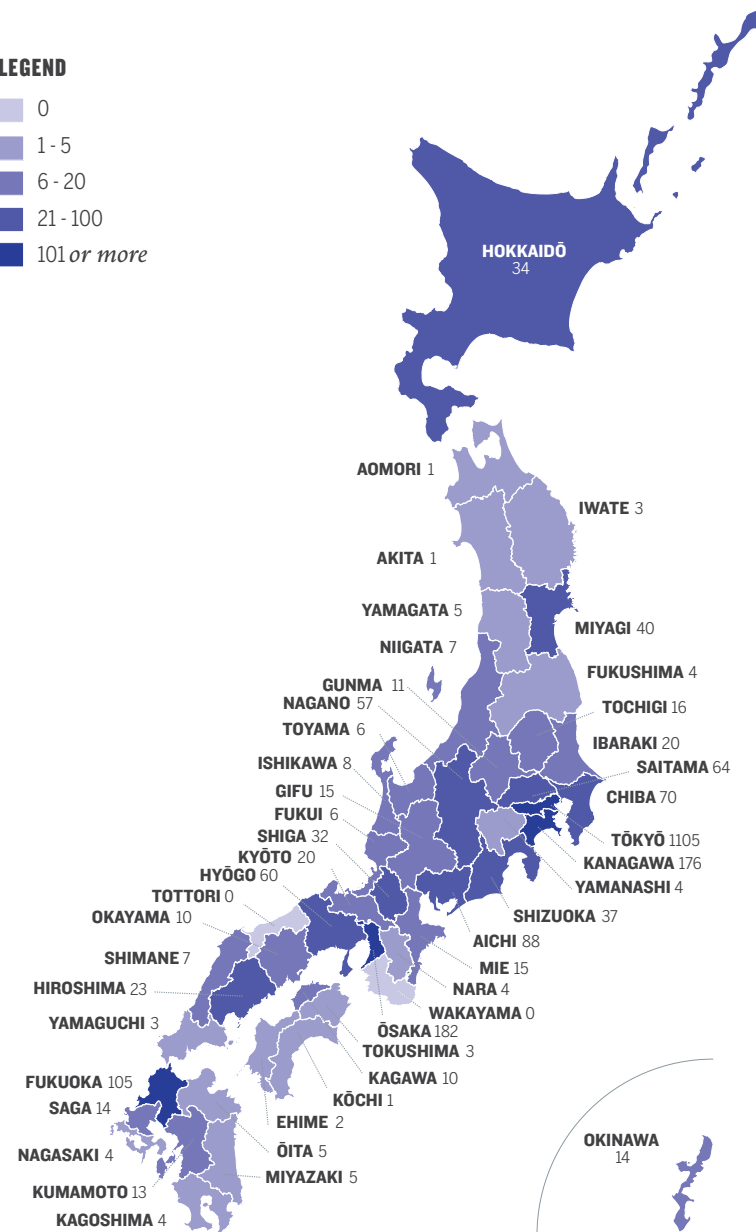 LEGEND
0
1 - 5
6 - 20
21 - 100
101 or more
HOKKAIDŌ
34
AOMORI 1
IWATE 3
AKITA 1
YAMAGATA 5
MIYAGI 40
NIIGATA 7
FUKUSHIMA 4
GUNMA 11
NAGANO 57
TOCHIGI 16
TOYAMA 6
IBARAKI 20
ISHIKAWA 8
SAITAMA 64
GIFU 15
CHIBA 70
FUKUI 6
SHIGA 32
TŌKYŌ 1105
KYŌTO 20
KANAGAWA 176
HYŌGO 60
YAMANASHI 4
TOTTORI 0
OKAYAMA 10
SHIZUOKA 37
AICHI 88
SHIMANE 7
MIE 15
HIROSHIMA 23
NARA 4
WAKAYAMA 0
YAMAGUCHI 3
ŌSAKA 182
TOKUSHIMA 3
KAGAWA 10
FUKUOKA 105
KŌCHI 1
SAGA 14
EHIME 2
OKINAWA
14
ŌITA 5
NAGASAKI 4
MIYAZAKI 5
KUMAMOTO 13
KAGOSHIMA 4